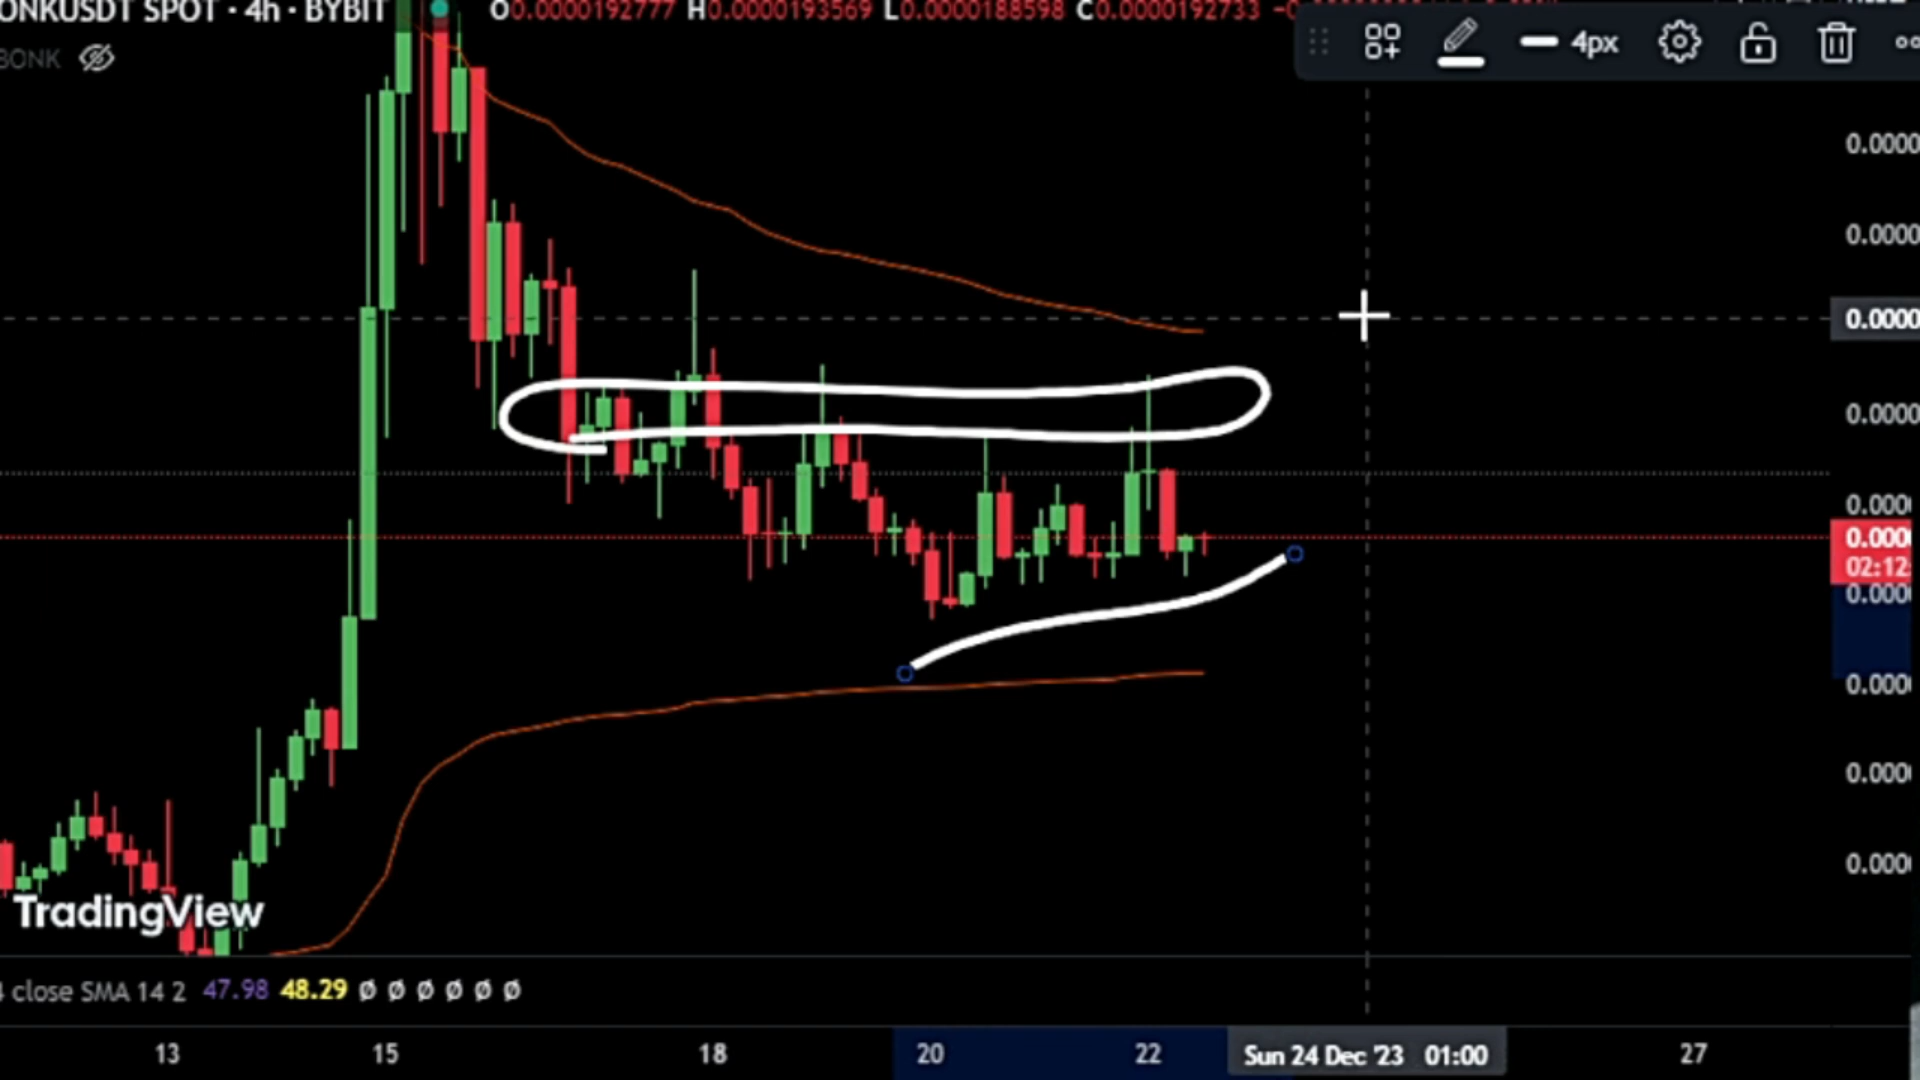 ONKUSDT SPOT · 4h · BYBIT O0.0000192777 H0.0000193569 L0.0000188598 C0.0000192733
BONK
4px
0.0000
0.0000
0.0000
0.0000
0.000
0.000
02:12
0.000
0.000
0.000
0.000
TradingView
close SMA 14 2 47.98 48.29 Ø Ø Ø Ø Ø Ø
13 15 18 20 22 Sun 24 Dec '23 01:00 27